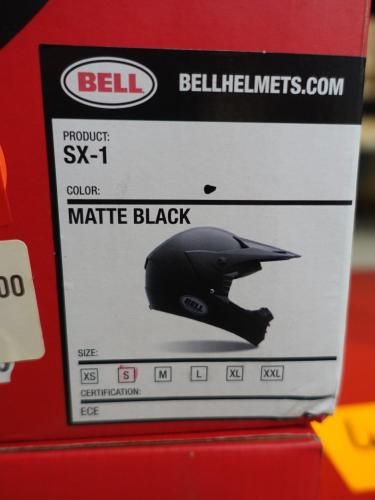 BELL
BELLHELMETS.COM
PRODUCT:
SX-1
COLOR:
MATTE BLACK
BELL
00
SIZE:
XS S M L XL XXL
CERTIFICATION:
ECE